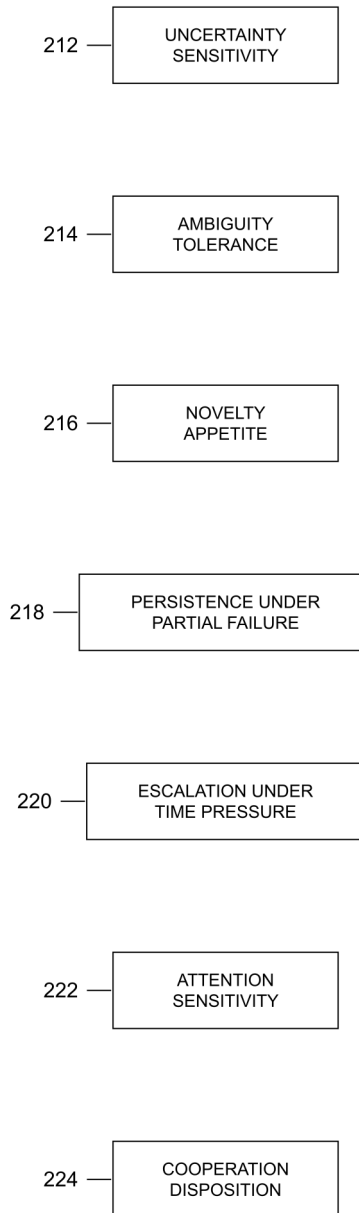 212
UNCERTAINTY
SENSITIVITY
214
AMBIGUITY
TOLERANCE
216
NOVELTY
APPETITE
218
PERSISTENCE UNDER
PARTIAL FAILURE
220
ESCALATION UNDER
TIME PRESSURE
222
ATTENTION
SENSITIVITY
224
COOPERATION
DISPOSITION